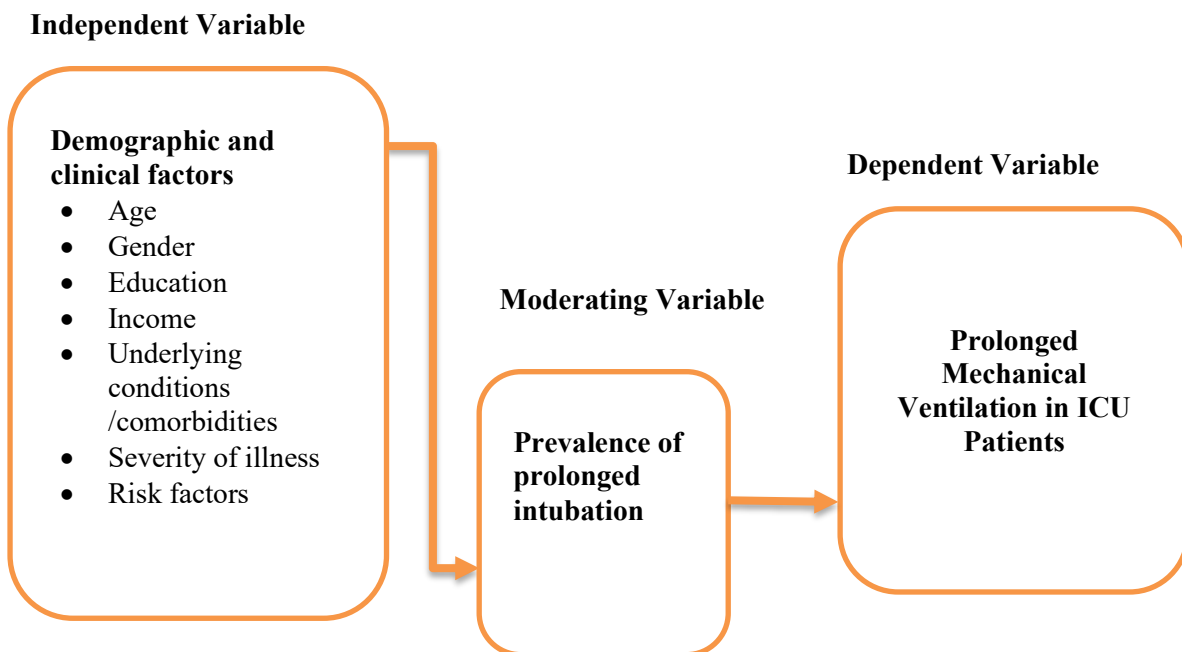 Independent Variable
Demographic and
clinical factors
• Age
• Gender
• Education
• Income
• Underlying
conditions
/comorbidities
• Severity of illness
• Risk factors
Moderating Variable
Prevalence of
prolonged
intubation
Dependent Variable
Prolonged
Mechanical
Ventilation in ICU
Patients